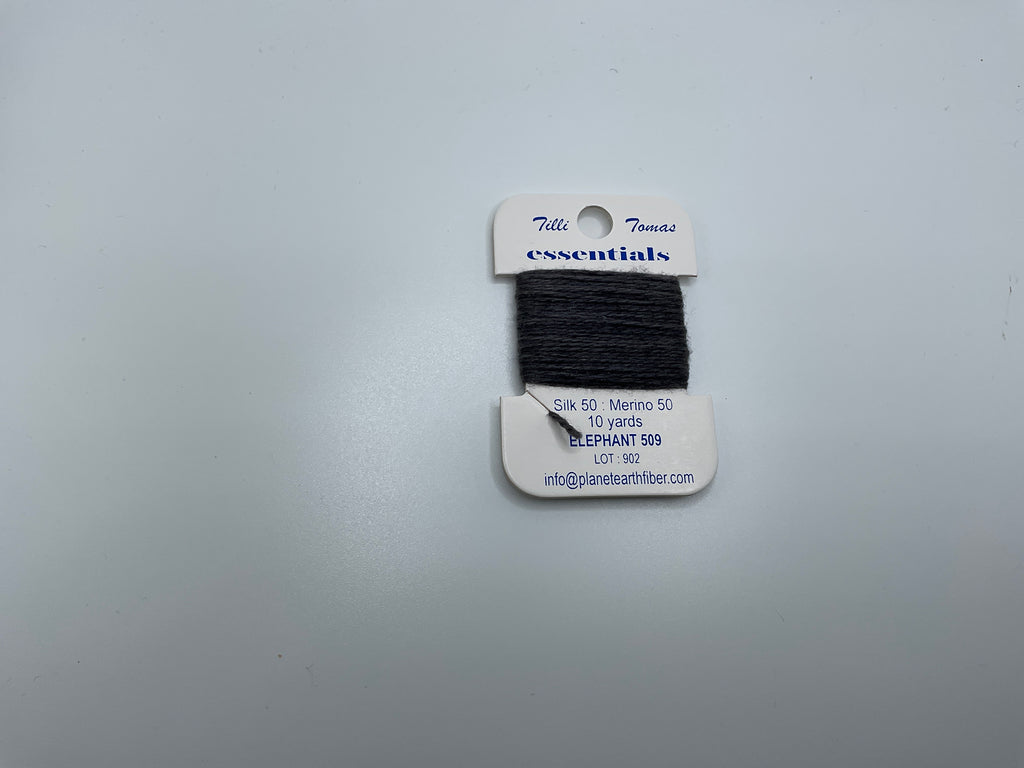 Tilli Tomas
essentials
Silk 50 : Merino 50
10 yards
ELEPHANT 509
LOT : 902
info@planetearthfiber.com